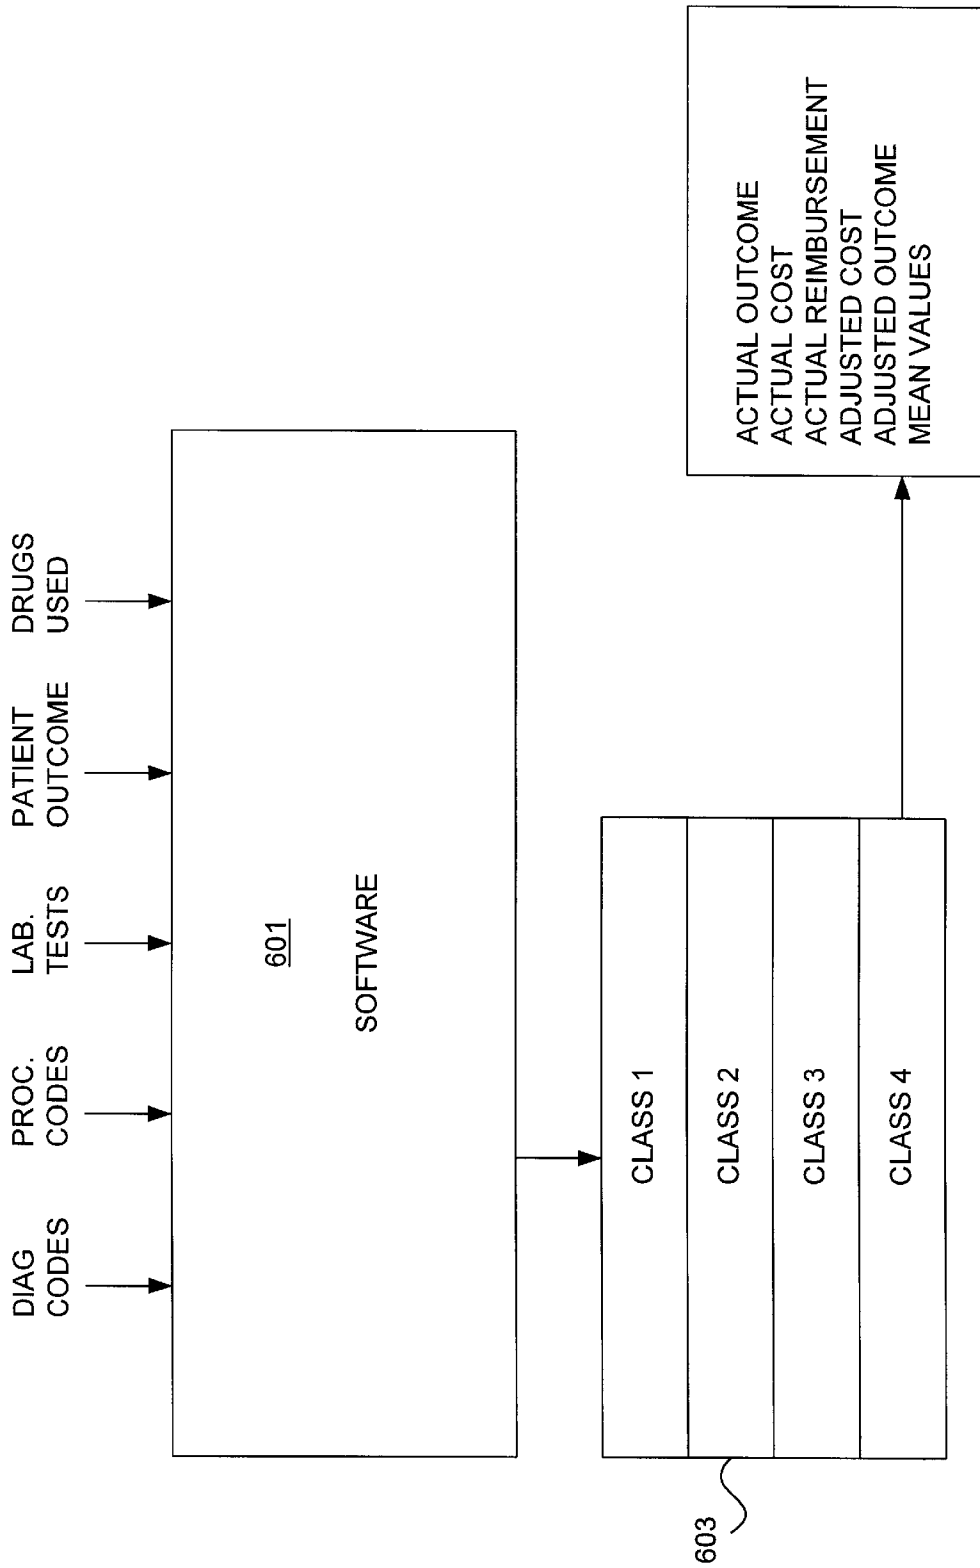 DIAG
CODES
PROC.
CODES
LAB.
TESTS
PATIENT
OUTCOME
DRUGS
USED
601
SOFTWARE
603
CLASS 1
CLASS 2
CLASS 3
CLASS 4
ACTUAL OUTCOME
ACTUAL COST
ACTUAL REIMBURSEMENT
ADJUSTED COST
ADJUSTED OUTCOME
MEAN VALUES